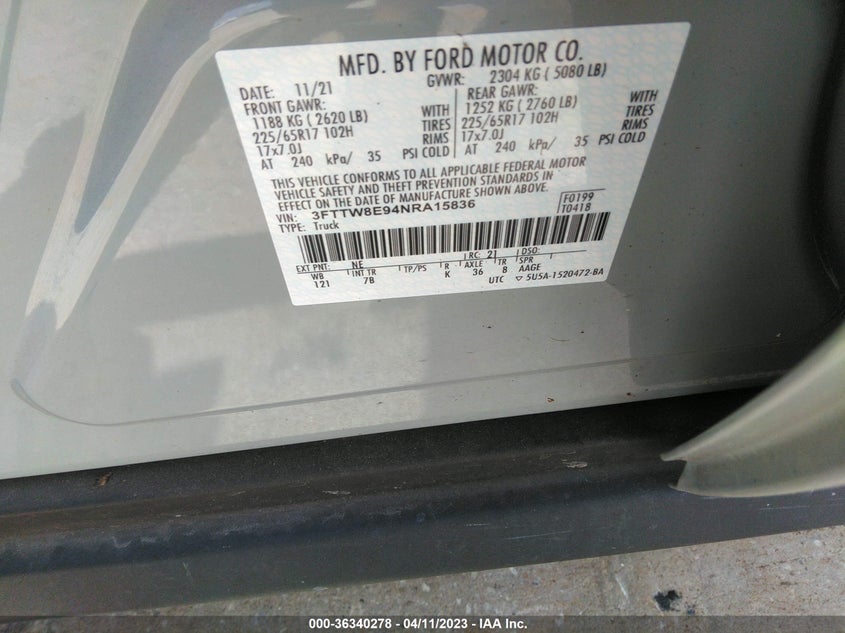 MFD. BY FORD MOTOR CO.
DATE: 11/21 GVWR: 2304 KG ( 5080 LB)
FRONT GAWR: REAR GAWR:
1188 KG ( 2620 LB) WITH 1252 KG ( 2760 LB) WITH
225/65R17 102H TIRES 225/65R17 102H TIRES
17x7.0J RIMS 17x7.0J RIMS
AT 240 kPa/ 35 PSI COLD AT 240 kPa/ 35 PSI COLD
THIS VEHICLE CONFORMS TO ALL APPLICABLE FEDERAL MOTOR
VEHICLE SAFETY AND THEFT PREVENTION STANDARDS IN
EFFECT ON THE DATE OF MANUFACTURE SHOWN ABOVE.
VIN: 3FTTW8E94NRA15836 F0199
TYPE: Truck T0418
EXT PNT: NE RC: 21 DSO:
WB INT TR TP/PS R AXLE TR SPR
121 7B K 36 8 AAGE
UTC ▽ 5U5A-1520472-BA
000-36340278 - 04/11/2023 - IAA Inc.